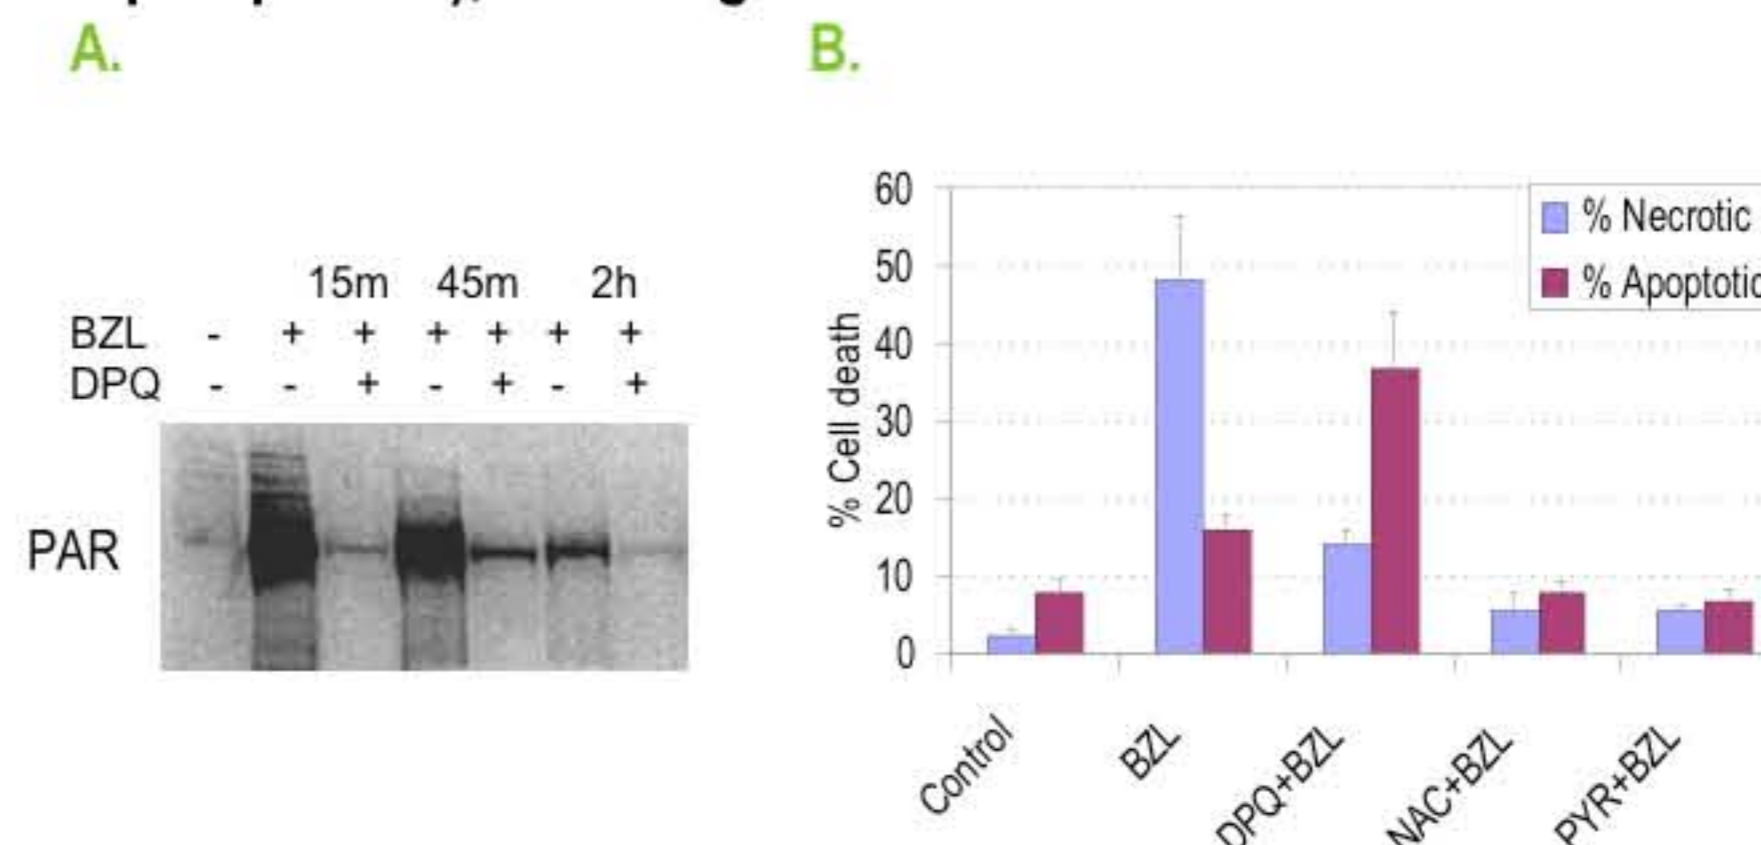 A.
B.
15m 45m 2h
BZL - + + + + + +
DPQ - - + - + - +
PAR
60
50
40
30
20
10
0
% Cell death
% Necrotic
% Apoptotic
Control
BZL
DPQ+BZL
NAC+BZL
PYR+BZL